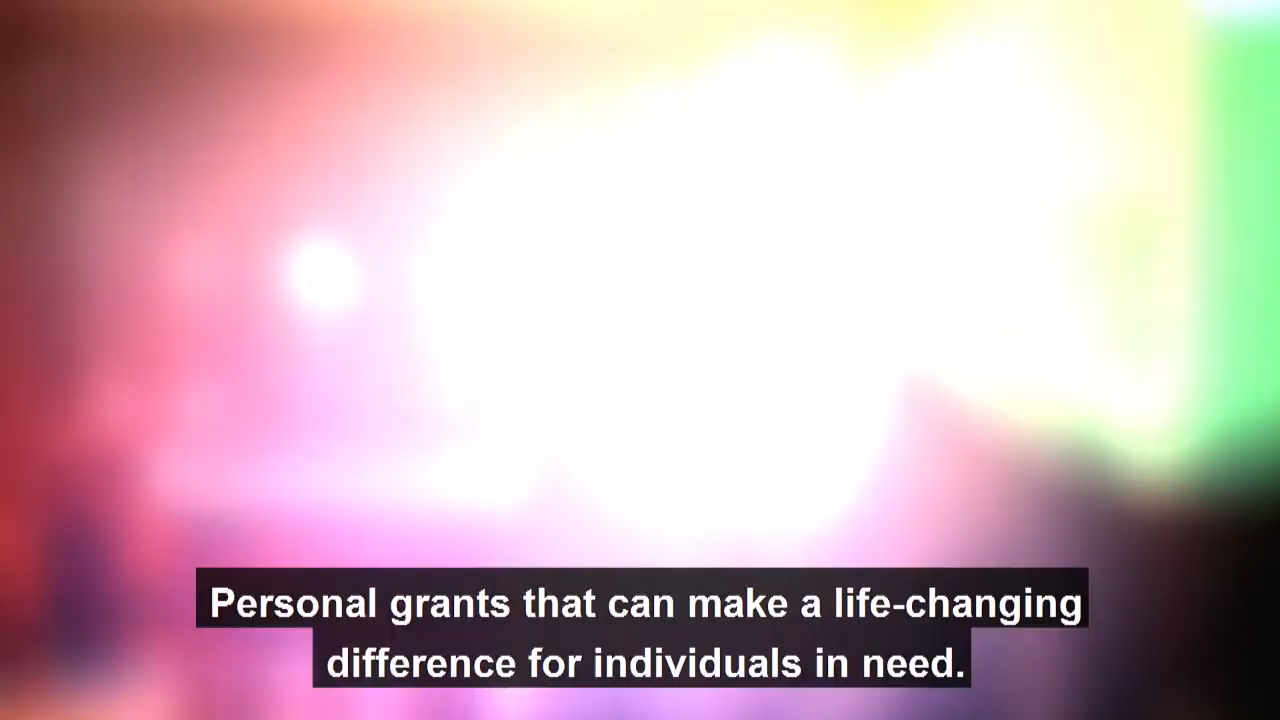 Personal grants that can make a life-changing
difference for individuals in need.